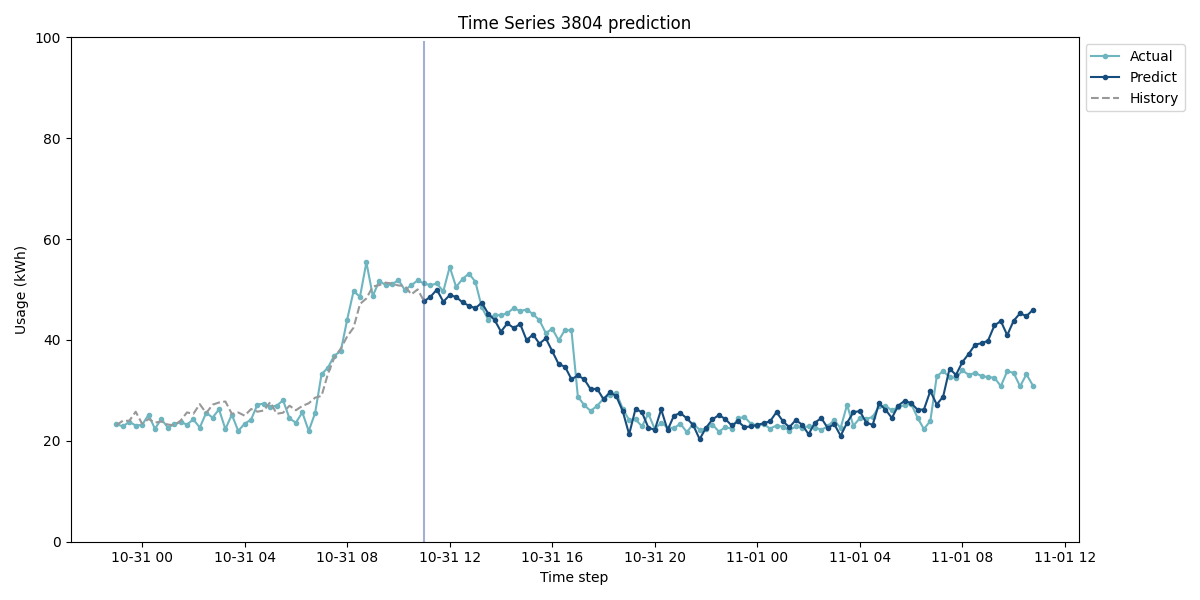 Time Series 3804 prediction
100
80
60
40
20
0
Usage (kWh)
10-31 00
10-31 04
10-31 08
10-31 12
10-31 16
10-31 20
11-01 00
11-01 04
11-01 08
11-01 12
Time step
Actual
Predict
History